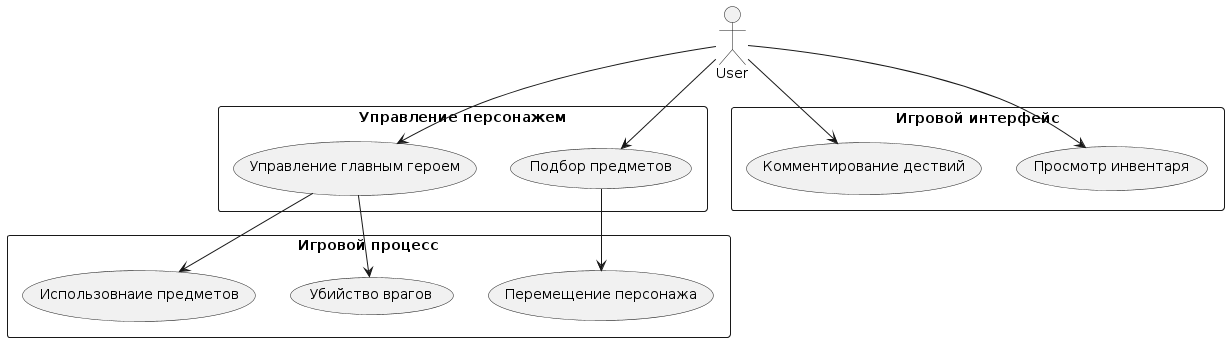 User
Управление персонажем
Игровой интерфейс
Управление главным героем
Подбор предметов
Комментирование дествий
Просмотр инвентаря
Игровой процесс
Использовнаие предметов
Убийство врагов
Перемещение персонажа